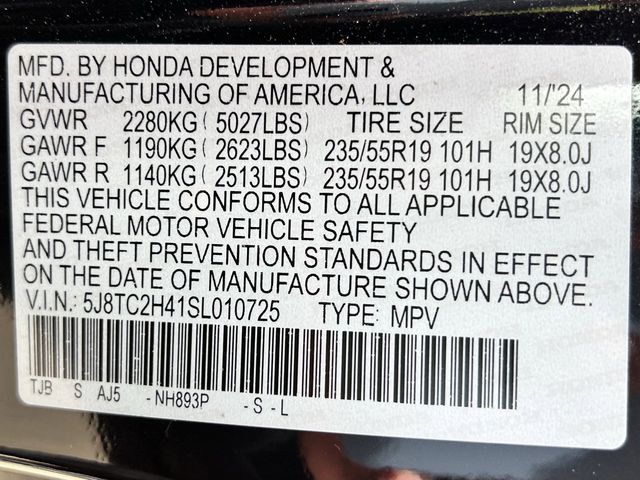 MFD. BY HONDA DEVELOPMENT &
MANUFACTURING OF AMERICA, LLC 11/'24
GVWR 2280KG ( 5027LBS) TIRE SIZE RIM SIZE
GAWR F 1190KG ( 2623LBS) 235/55R19 101H 19X8.0J
GAWR R 1140KG ( 2513LBS) 235/55R19 101H 19X8.0J
THIS VEHICLE CONFORMS TO ALL APPLICABLE
FEDERAL MOTOR VEHICLE SAFETY
AND THEFT PREVENTION STANDARDS IN EFFECT
ON THE DATE OF MANUFACTURE SHOWN ABOVE.
V.I.N.: 5J8TC2H41SL010725 TYPE: MPV
TJB S AJ5 -NH893P -S-L